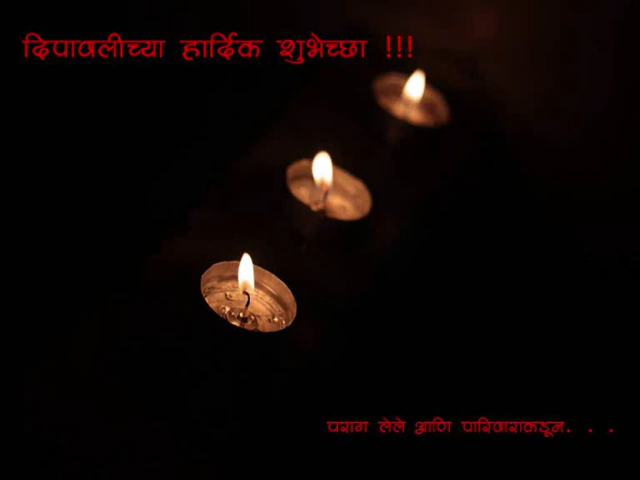 दिपावलीच्या हार्दिक शुभेच्छा !!!
पराग लेले आणि परिवाराकडून. . .